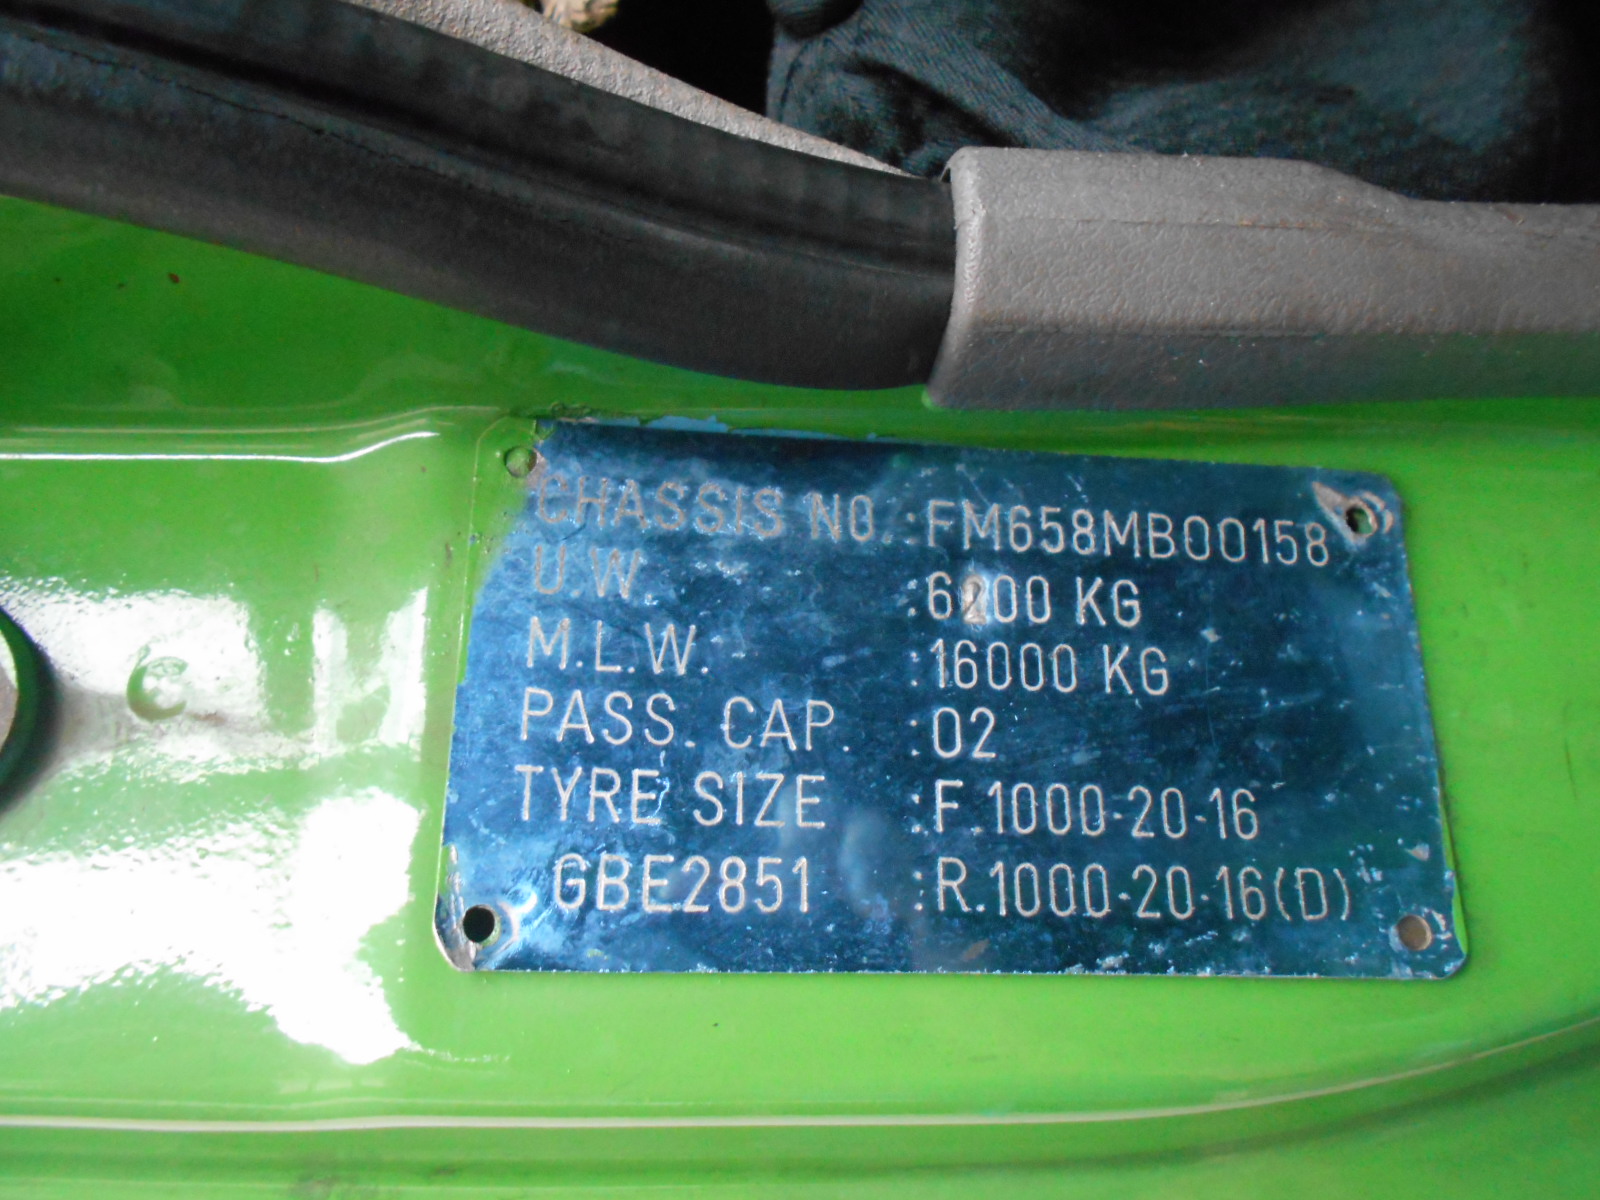 CHASSIS NO. :FM658MB00158
U.W. :6200 KG
M.L.W. :16000 KG
PASS. CAP. :02
TYRE SIZE :F.1000-20-16
GBE2851 :R.1000-20-16(D)